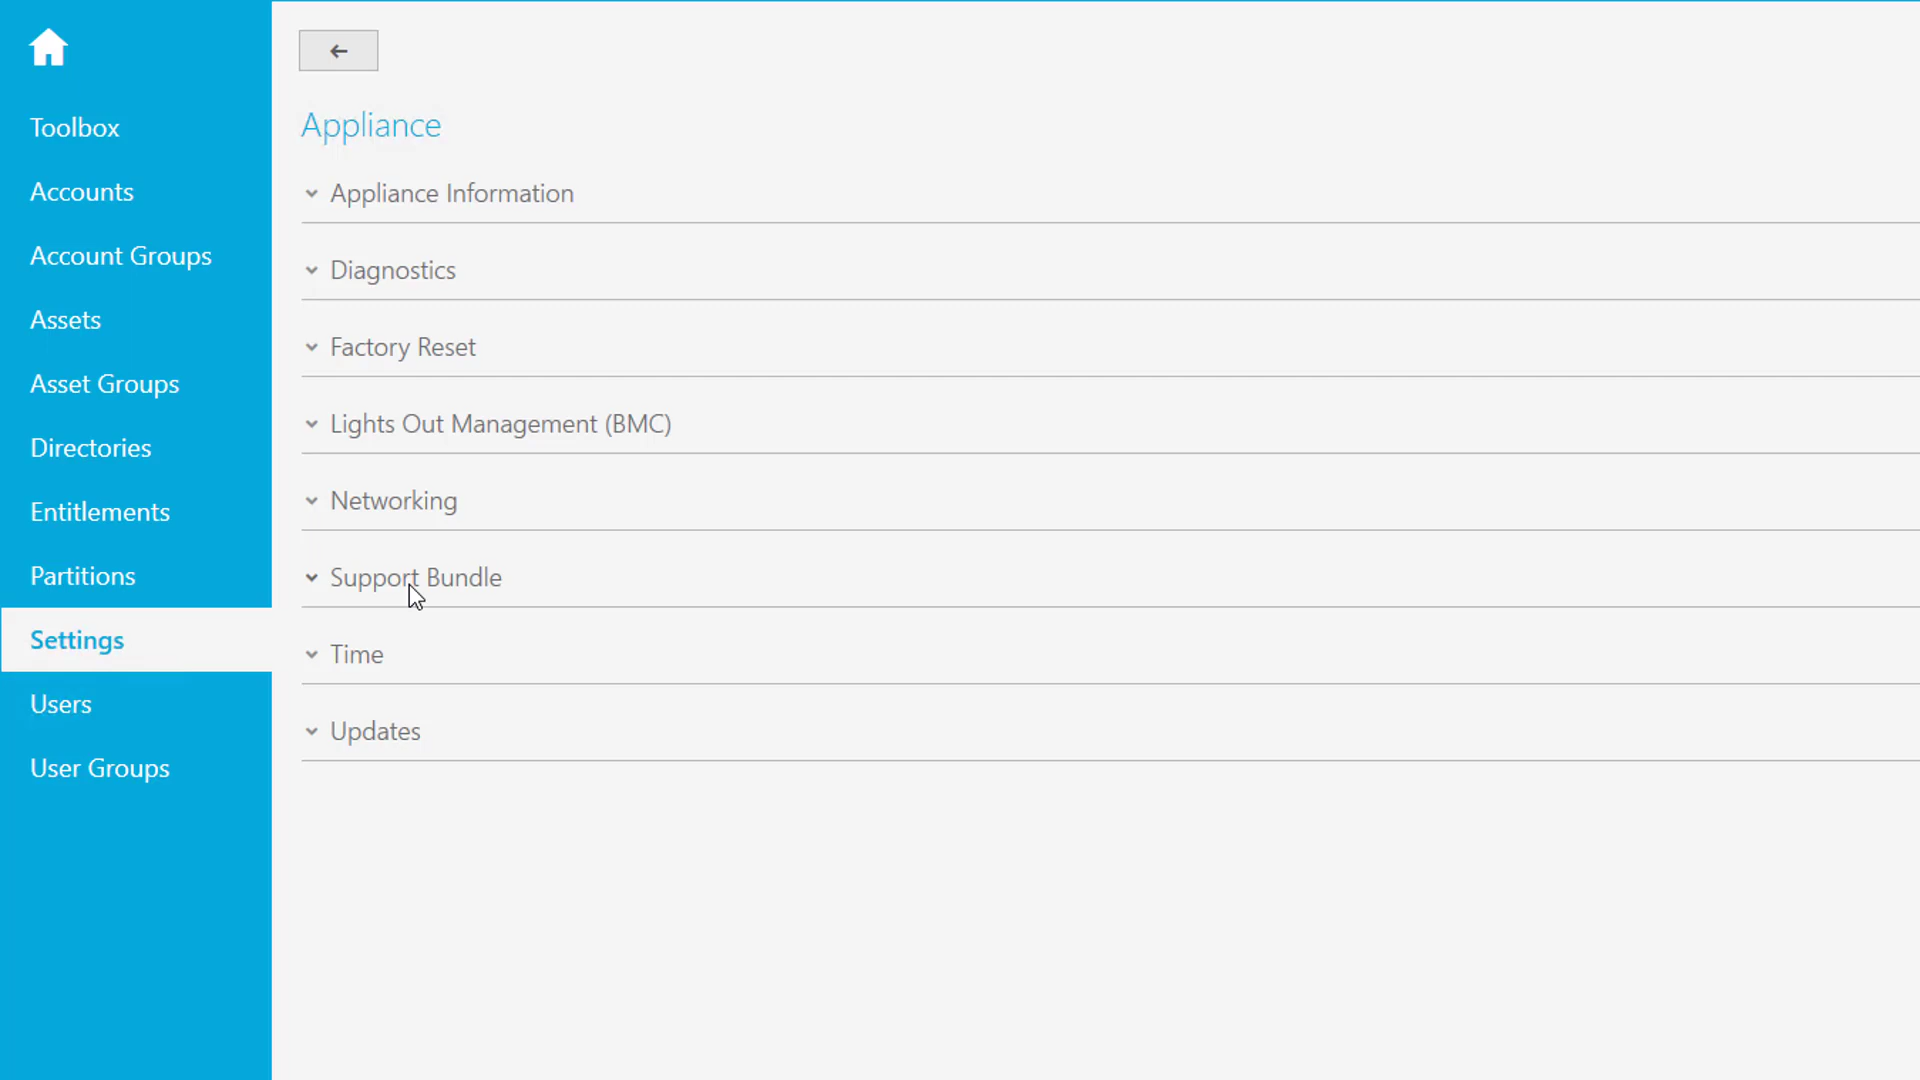 Toolbox
Accounts
Account Groups
Assets
Asset Groups
Directories
Entitlements
Partitions
Settings
Users
User Groups
Appliance
Appliance Information
Diagnostics
Factory Reset
Lights Out Management (BMC)
Networking
Support Bundle
Time
Updates